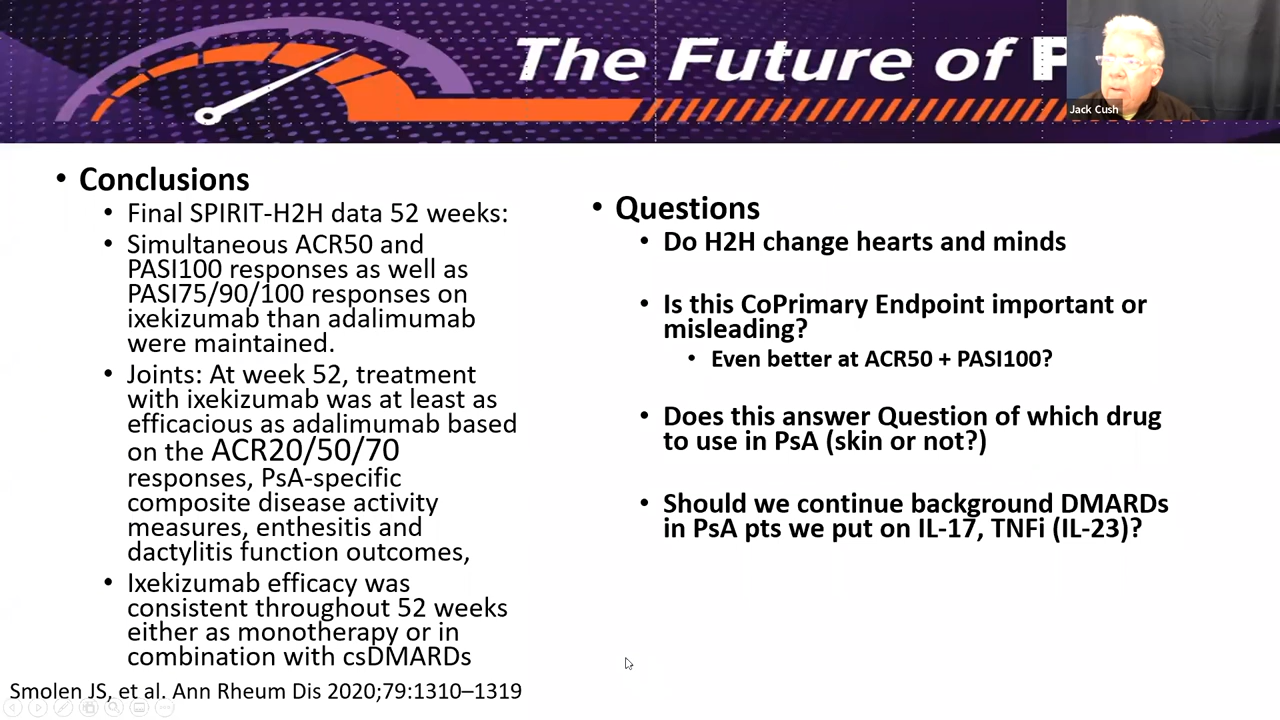 The Future of P
Jack Cush
• Conclusions
• Final SPIRIT-H2H data 52 weeks:
• Simultaneous ACR50 and
PASI100 responses as well as
PASI75/90/100 responses on
ixekizumab than adalimumab
were maintained.
• Joints: At week 52, treatment
with ixekizumab was at least as
efficacious as adalimumab based
on the ACR20/50/70
responses, PsA-specific
composite disease activity
measures, enthesitis and
dactylitis function outcomes,
• Ixekizumab efficacy was
consistent throughout 52 weeks
either as monotherapy or in
combination with csDMARDs
Smolen JS, et al. Ann Rheum Dis 2020;79:1310–1319
• Questions
• Do H2H change hearts and minds
• Is this CoPrimary Endpoint important or
misleading?
• Even better at ACR50 + PASI100?
• Does this answer Question of which drug
to use in PsA (skin or not?)
• Should we continue background DMARDs
in PsA pts we put on IL-17, TNFi (IL-23)?